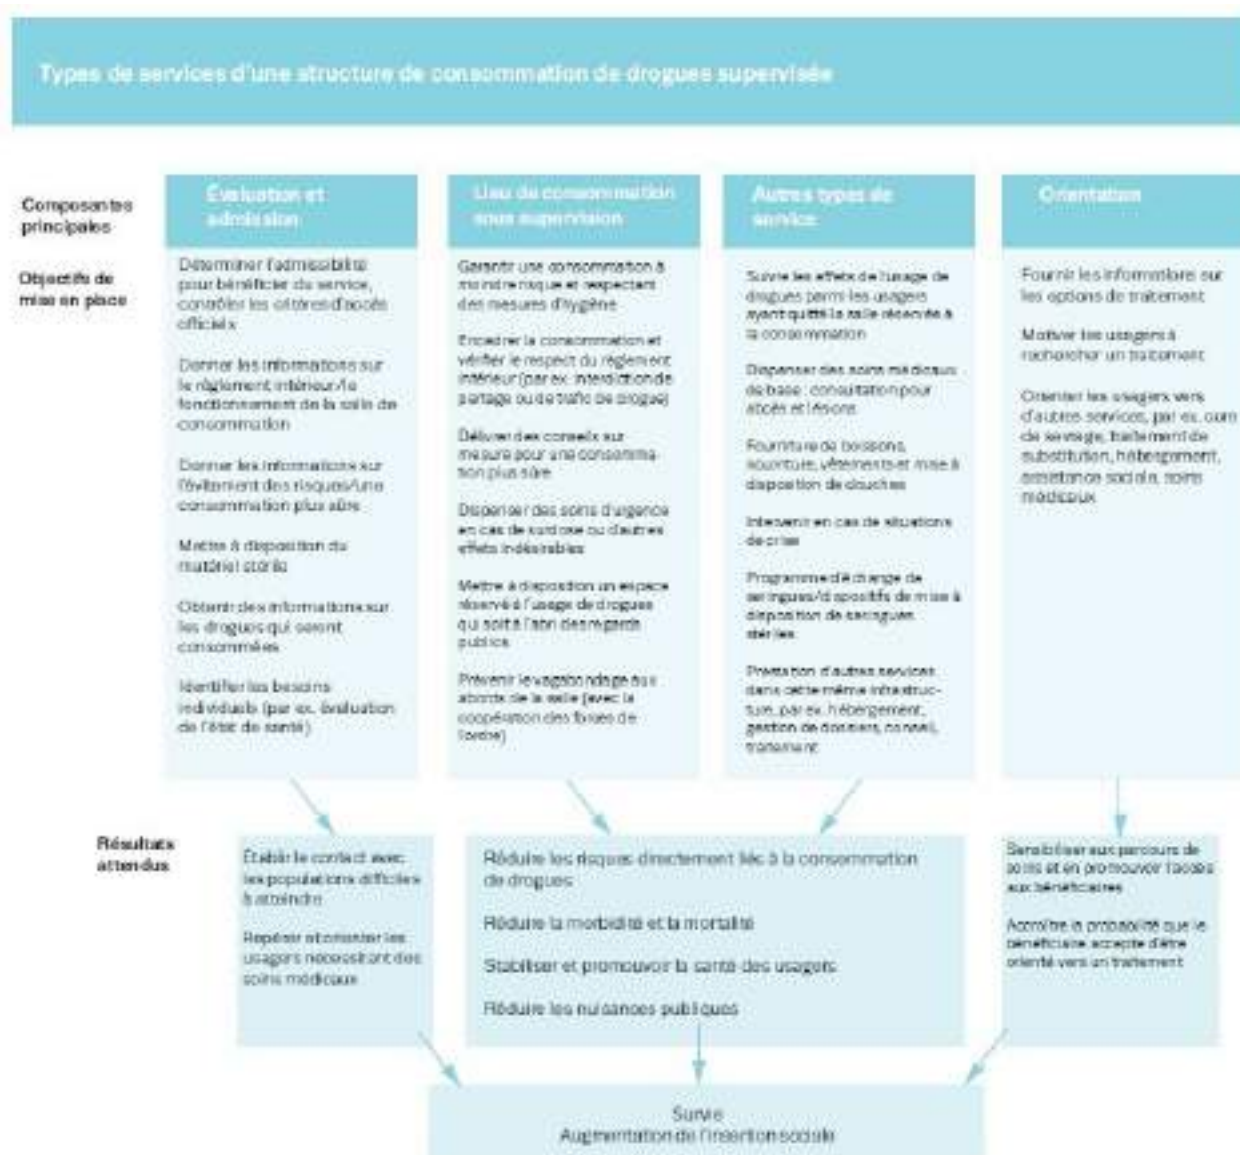 Types de services d'une structure de consommation de drogues supervisée
Composantes
principales
Évaluation et
admission
Lieu de consommation
sous supervision
Autres types de
service
Orientation
Objectifs de
mise en place
Déterminer l'admissibilité
pour bénéficier du service,
contrôler les critères d'accès
officiels
Donner les informations sur
le règlement intérieur/le
fonctionnement de la salle de
consommation
Donner les informations sur
l'évitement des risques/une
consommation plus sûre
Mettre à disposition du
matériel stérile
Obtenir des informations sur
les drogues qui seront
consommées
Identifier les besoins
individuels (par ex. évaluation
de l'état de santé)
Garantir une consommation à
moindre risque et respectant
des mesures d'hygiène
Encadrer la consommation et
vérifier le respect du règlement
intérieur (par ex. interdiction de
partage ou de trafic de drogue)
Délivrer des conseils sur
mesure pour une consomma-
tion plus sûre
Dispenser des soins d'urgence
en cas de surdose ou d'autres
effets indésirables
Mettre à disposition un espace
réservé à l'usage de drogues
qui soit à l'abri des regards
publics
Prévenir le vagabondage aux
abords de la salle (avec la
coopération des forces de
l'ordre)
Suivre les effets de l'usage de
drogues parmi les usagers
ayant quitté la salle réservée à
la consommation
Dispenser des soins médicaux
de base : consultation pour
abcès et lésions
Fourniture de boissons,
nourriture, vêtements et mise à
disposition de douches
Intervenir en cas de situations
de crise
Programme d'échange de
seringues/dispositifs de mise à
disposition de seringues
stériles
Prestation d'autres services
dans cette même infrastruc-
ture, par ex. hébergement,
gestion de dossiers, conseil,
traitement
Fournir les informations sur
les options de traitement
Motiver les usagers à
rechercher un traitement
Orienter les usagers vers
d'autres services, par ex. cure
de sevrage, traitement de
substitution, hébergement,
assistance sociale, soins
médicaux
Résultats
attendus
Établir le contact avec
les populations difficiles
à atteindre
Repérer et orienter les
usagers nécessitant des
soins médicaux
Réduire les risques directement liés à la consommation
de drogues
Réduire la morbidité et la mortalité
Stabiliser et promouvoir la santé des usagers
Réduire les nuisances publiques
Sensibiliser aux parcours de
soins et en promouvoir l'accès
aux bénéficiaires
Accroître la probabilité que le
bénéficiaire accepte d'être
orienté vers un traitement
Survie
Augmentation de l'insertion sociale